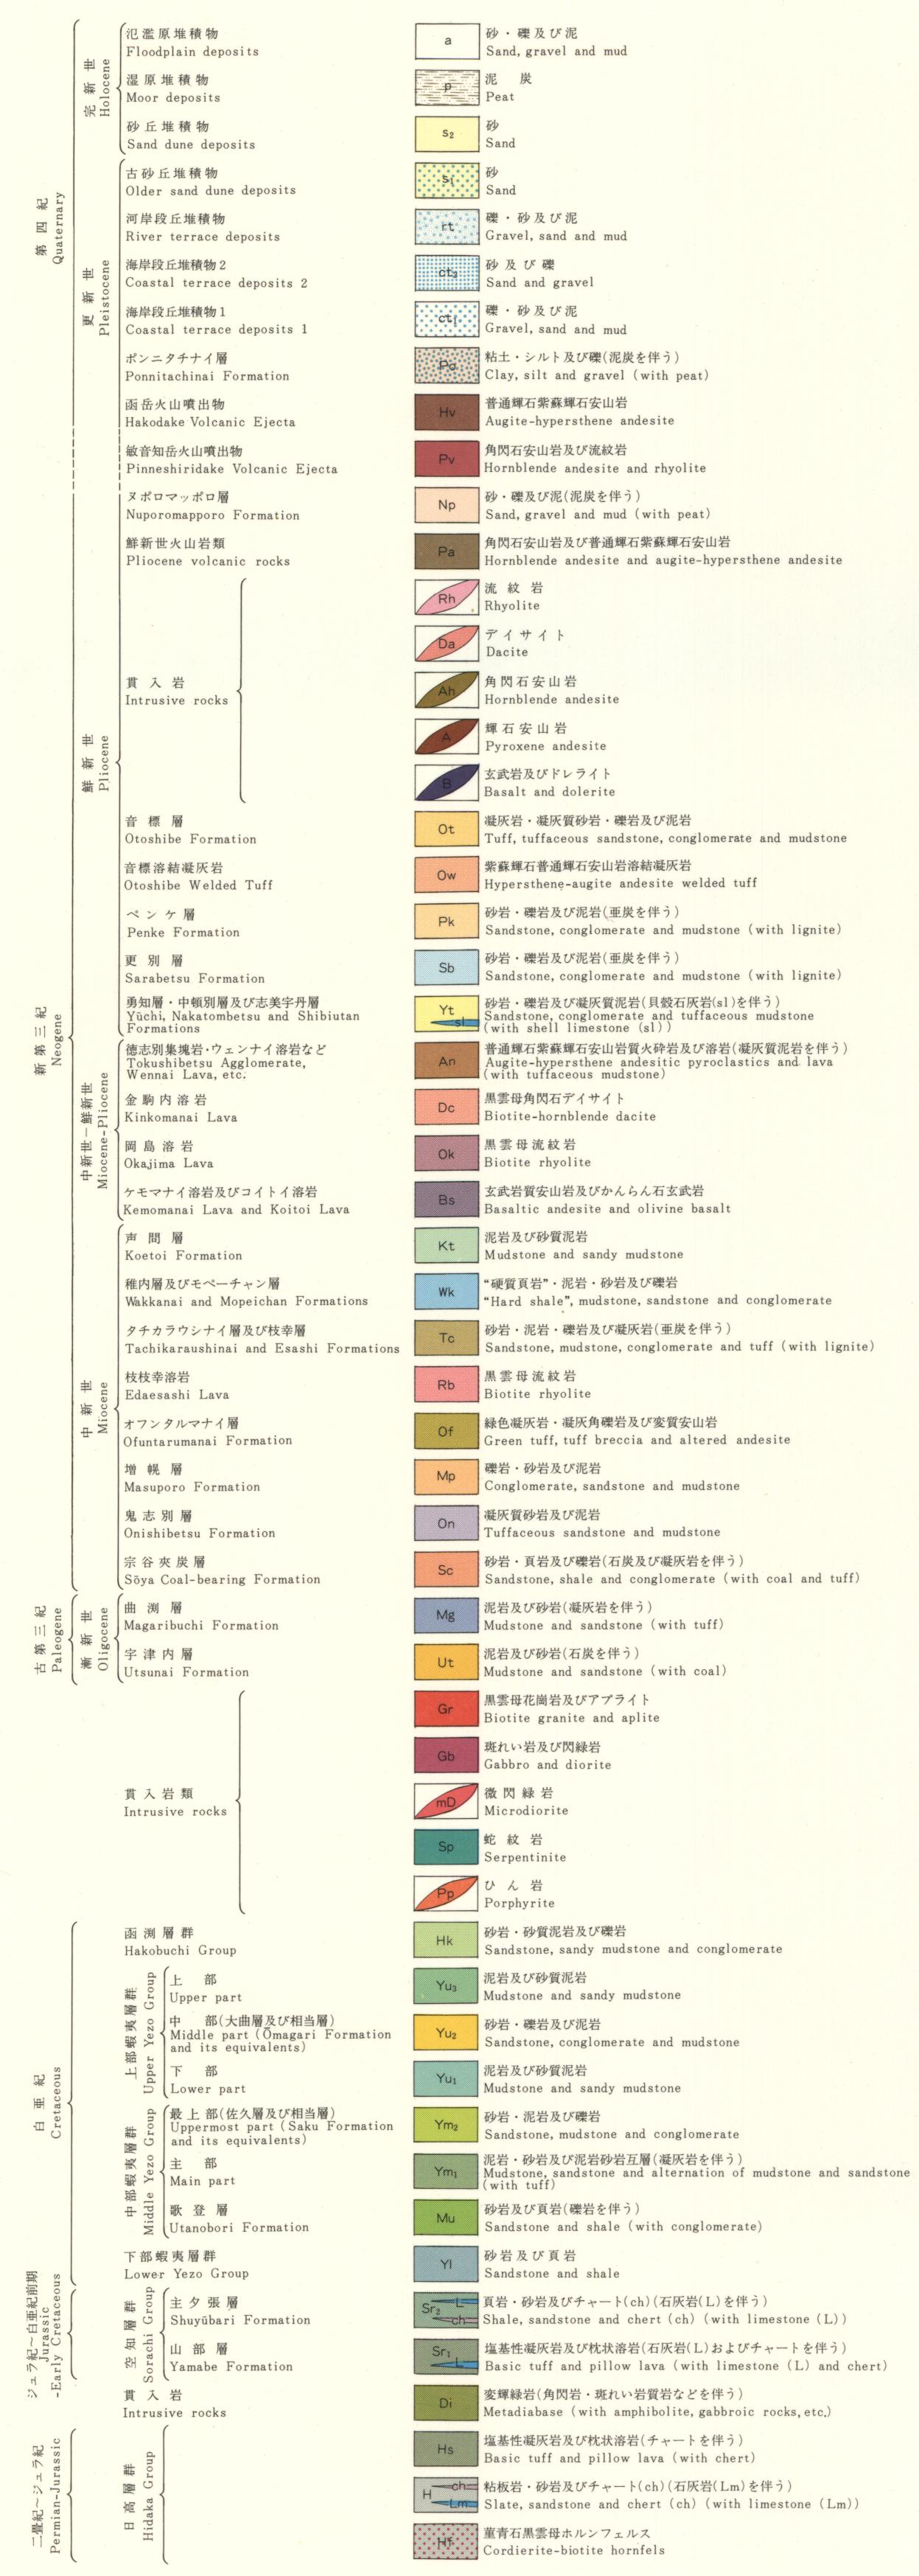 第四紀
Quaternary
完新世
Holocene
氾濫原堆積物
Floodplain deposits
a
砂・礫及び泥
Sand, gravel and mud
湿原堆積物
Moor deposits
p
泥炭
Peat
砂丘堆積物
Sand dune deposits
s2
砂
Sand
更新世
Pleistocene
古砂丘堆積物
Older sand dune deposits
s1
砂
Sand
河岸段丘堆積物
River terrace deposits
rt
礫・砂及び泥
Gravel, sand and mud
海岸段丘堆積物2
Coastal terrace deposits 2
ct2
砂及び礫
Sand and gravel
海岸段丘堆積物1
Coastal terrace deposits 1
ct1
礫・砂及び泥
Gravel, sand and mud
ポンニタチナイ層
Ponnitachinai Formation
Po
粘土・シルト及び礫(泥炭を伴う)
Clay, silt and gravel (with peat)
函岳火山噴出物
Hakodake Volcanic Ejecta
Hv
普通輝石紫蘇輝石安山岩
Augite-hypersthene andesite
敏音知岳火山噴出物
Pinneshiridake Volcanic Ejecta
Pv
角閃石安山岩及び流紋岩
Hornblende andesite and rhyolite
新第三紀
Neogene
鮮新世
Pliocene
ヌポロマッポロ層
Nuporomapporo Formation
Np
砂・礫及び泥(泥炭を伴う)
Sand, gravel and mud (with peat)
鮮新世火山岩類
Pliocene volcanic rocks
Pa
角閃石安山岩及び普通輝石紫蘇輝石安山岩
Hornblende andesite and augite-hypersthene andesite
貫入岩
Intrusive rocks
Rh
流紋岩
Rhyolite
Da
デイサイト
Dacite
Ah
角閃石安山岩
Hornblende andesite
A
輝石安山岩
Pyroxene andesite
B
玄武岩及びドレライト
Basalt and dolerite
音標層
Otoshibe Formation
Ot
凝灰岩・凝灰質砂岩・礫岩及び泥岩
Tuff, tuffaceous sandstone, conglomerate and mudstone
音標溶結凝灰岩
Otoshibe Welded Tuff
Ow
紫蘇輝石普通輝石安山岩溶結凝灰岩
Hypersthene-augite andesite welded tuff
ペンケ層
Penke Formation
Pk
砂岩・礫岩及び泥岩(亜炭を伴う)
Sandstone, conglomerate and mudstone (with lignite)
更別層
Sarabetsu Formation
Sb
砂岩・礫岩及び泥岩(亜炭を伴う)
Sandstone, conglomerate and mudstone (with lignite)
勇知層・中頓別層及び志美宇丹層
Yūchi, Nakatombetsu and Shibiutan
Formations
Yt
sl
砂岩・礫岩及び凝灰質泥岩(貝殻石灰岩(sl)を伴う)
Sandstone, conglomerate and tuffaceous mudstone
(with shell limestone (sl))
中新世–鮮新世
Miocene-Pliocene
徳志別集塊岩・ウェンナイ溶岩など
Tokushibetsu Agglomerate,
Wennai Lava, etc.
An
普通輝石紫蘇輝石安山岩質火砕岩及び溶岩(凝灰質泥岩を伴う)
Augite-hypersthene andesitic pyroclastics and lava
(with tuffaceous mudstone)
金駒内溶岩
Kinkomanai Lava
Dc
黒雲母角閃石デイサイト
Biotite-hornblende dacite
岡島溶岩
Okajima Lava
Ok
黒雲母流紋岩
Biotite rhyolite
ケモマナイ溶岩及びコイトイ溶岩
Kemomanai Lava and Koitoi Lava
Bs
玄武岩質安山岩及びかんらん石玄武岩
Basaltic andesite and olivine basalt
中新世
Miocene
声問層
Koetoi Formation
Kt
泥岩及び砂質泥岩
Mudstone and sandy mudstone
稚内層及びモペーチャン層
Wakkanai and Mopeichan Formations
Wk
“硬質頁岩”・泥岩・砂岩及び礫岩
“Hard shale”, mudstone, sandstone and conglomerate
タチカラウシナイ層及び枝幸層
Tachikaraushinai and Esashi Formations
Tc
砂岩・泥岩・礫岩及び凝灰岩(亜炭を伴う)
Sandstone, mudstone, conglomerate and tuff (with lignite)
枝枝幸溶岩
Edaesashi Lava
Rb
黒雲母流紋岩
Biotite rhyolite
オフンタルマナイ層
Ofuntarumanai Formation
Of
緑色凝灰岩・凝灰角礫岩及び変質安山岩
Green tuff, tuff breccia and altered andesite
増幌層
Masuporo Formation
Mp
礫岩・砂岩及び泥岩
Conglomerate, sandstone and mudstone
鬼志別層
Onishibetsu Formation
On
凝灰質砂岩及び泥岩
Tuffaceous sandstone and mudstone
宗谷夾炭層
Sōya Coal-bearing Formation
Sc
砂岩・頁岩及び礫岩(石炭及び凝灰岩を伴う)
Sandstone, shale and conglomerate (with coal and tuff)
古第三紀
Paleogene
漸新世
Oligocene
曲渕層
Magaribuchi Formation
Mg
泥岩及び砂岩(凝灰岩を伴う)
Mudstone and sandstone (with tuff)
宇津内層
Utsunai Formation
Ut
泥岩及び砂岩(石炭を伴う)
Mudstone and sandstone (with coal)
貫入岩類
Intrusive rocks
Gr
黒雲母花崗岩及びアプライト
Biotite granite and aplite
Gb
斑れい岩及び閃緑岩
Gabbro and diorite
mD
微閃緑岩
Microdiorite
Sp
蛇紋岩
Serpentinite
Pp
ひん岩
Porphyrite
白亜紀
Cretaceous
函渕層群
Hakobuchi Group
Hk
砂岩・砂質泥岩及び礫岩
Sandstone, sandy mudstone and conglomerate
上部蝦夷層群
Upper Yezo Group
上部
Upper part
Yu3
泥岩及び砂質泥岩
Mudstone and sandy mudstone
中部(大曲層及び相当層)
Middle part (Ōmagari Formation
and its equivalents)
Yu2
砂岩・礫岩及び泥岩
Sandstone, conglomerate and mudstone
下部
Lower part
Yu1
泥岩及び砂質泥岩
Mudstone and sandy mudstone
中部蝦夷層群
Middle Yezo Group
最上部(佐久層及び相当層)
Uppermost part (Saku Formation
and its equivalents)
Ym2
砂岩・泥岩及び礫岩
Sandstone, mudstone and conglomerate
主部
Main part
Ym1
泥岩・砂岩及び泥岩砂岩互層(凝灰岩を伴う)
Mudstone, sandstone and alternation of mudstone and sandstone
(with tuff)
歌登層
Utanobori Formation
Mu
砂岩及び頁岩(礫岩を伴う)
Sandstone and shale (with conglomerate)
下部蝦夷層群
Lower Yezo Group
Yl
砂岩及び頁岩
Sandstone and shale
ジュラ紀~白亜紀前期
Jurassic
-Early Cretaceous
空知層群
Sorachi Group
主夕張層
Shuyūbari Formation
Sr2
L
ch
頁岩・砂岩及びチャート(ch)(石灰岩(L)を伴う)
Shale, sandstone and chert (ch) (with limestone (L))
山部層
Yamabe Formation
Sr1
L
塩基性凝灰岩及び枕状溶岩(石灰岩(L)およびチャートを伴う)
Basic tuff and pillow lava (with limestone (L) and chert)
貫入岩
Intrusive rocks
Di
変輝緑岩(角閃岩・斑れい岩質岩などを伴う)
Metadiabase (with amphibolite, gabbroic rocks, etc.)
二畳紀~ジュラ紀
Permian-Jurassic
日高層群
Hidaka Group
Hs
塩基性凝灰岩及び枕状溶岩(チャートを伴う)
Basic tuff and pillow lava (with chert)
H
ch
Lm
粘板岩・砂岩及びチャート(ch)(石灰岩(Lm)を伴う)
Slate, sandstone and chert (ch) (with limestone (Lm))
Hf
菫青石黒雲母ホルンフェルス
Cordierite-biotite hornfels